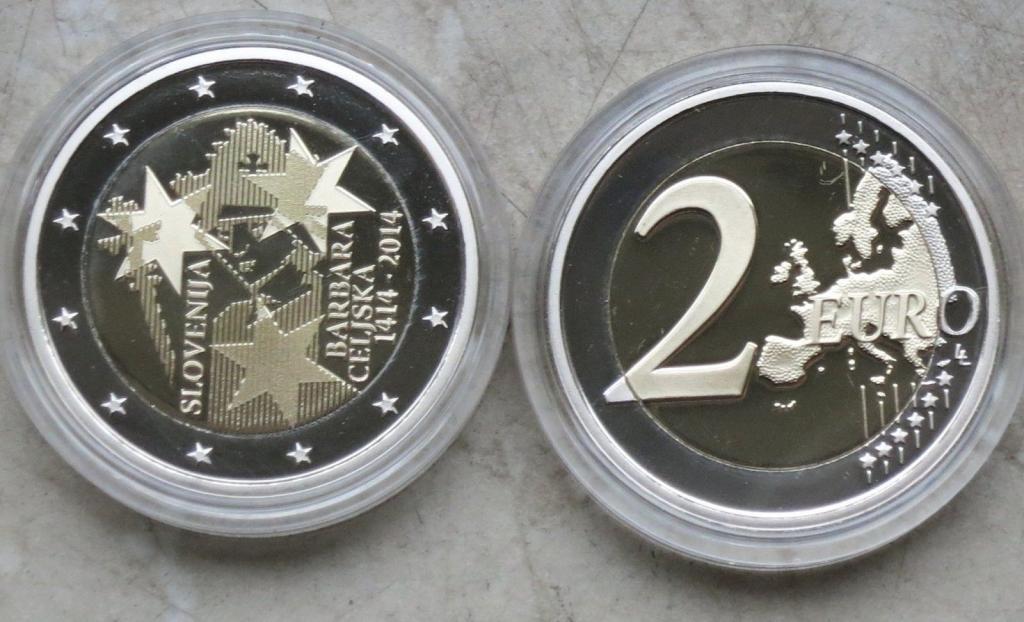 SLOVENIJA
BARBARA
CELJSKA
1414 - 2014
2
EURO